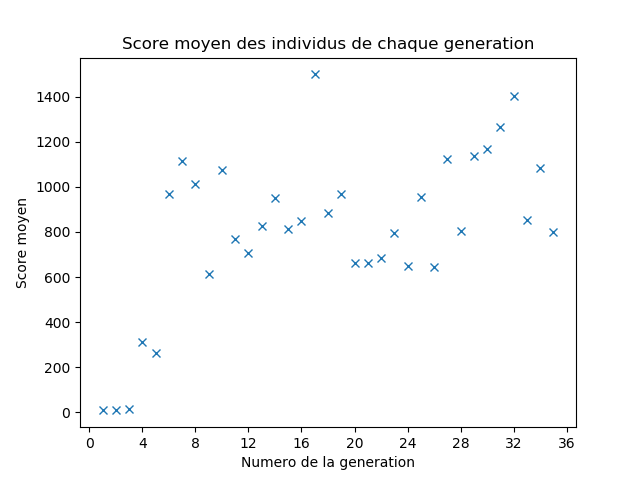 Score moyen des individus de chaque generation
1400
1200
1000
800
600
400
200
0
Score moyen
0 4 8 12 16 20 24 28 32 36
Numero de la generation